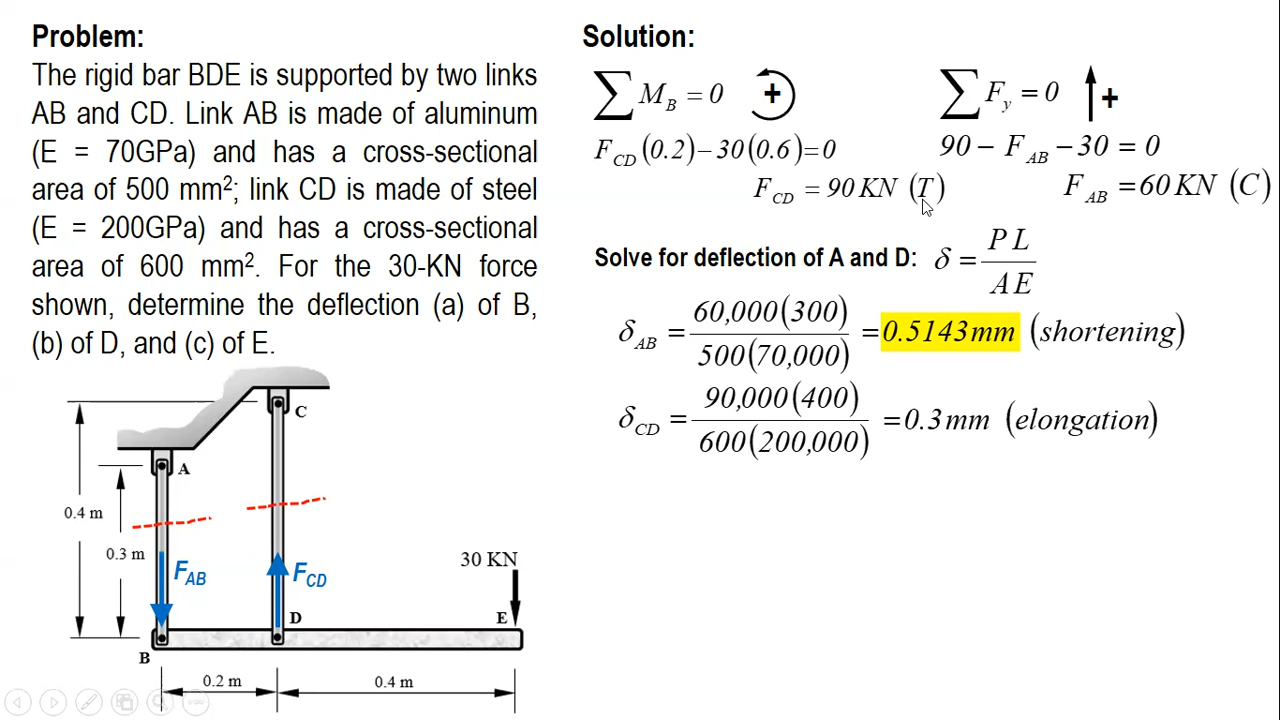 Problem:
The rigid bar BDE is supported by two links
AB and CD. Link AB is made of aluminum
(E = 70GPa) and has a cross-sectional
area of 500 mm²; link CD is made of steel
(E = 200GPa) and has a cross-sectional
area of 600 mm². For the 30-KN force
shown, determine the deflection (a) of B,
(b) of D, and (c) of E.
C
A
0.4 m
0.3 m
F_AB
F_CD
30 KN
D
E
B
0.2 m
0.4 m
Solution:
∑ M_B = 0 +
F_CD (0.2) − 30 (0.6) = 0
F_CD = 90 KN (T)
∑ F_y = 0 +
90 − F_AB − 30 = 0
F_AB = 60 KN (C)
Solve for deflection of A and D: δ = P L / A E
δ_AB = 60,000 (300) / 500 (70,000) = 0.5143 mm (shortening)
δ_CD = 90,000 (400) / 600 (200,000) = 0.3 mm (elongation)